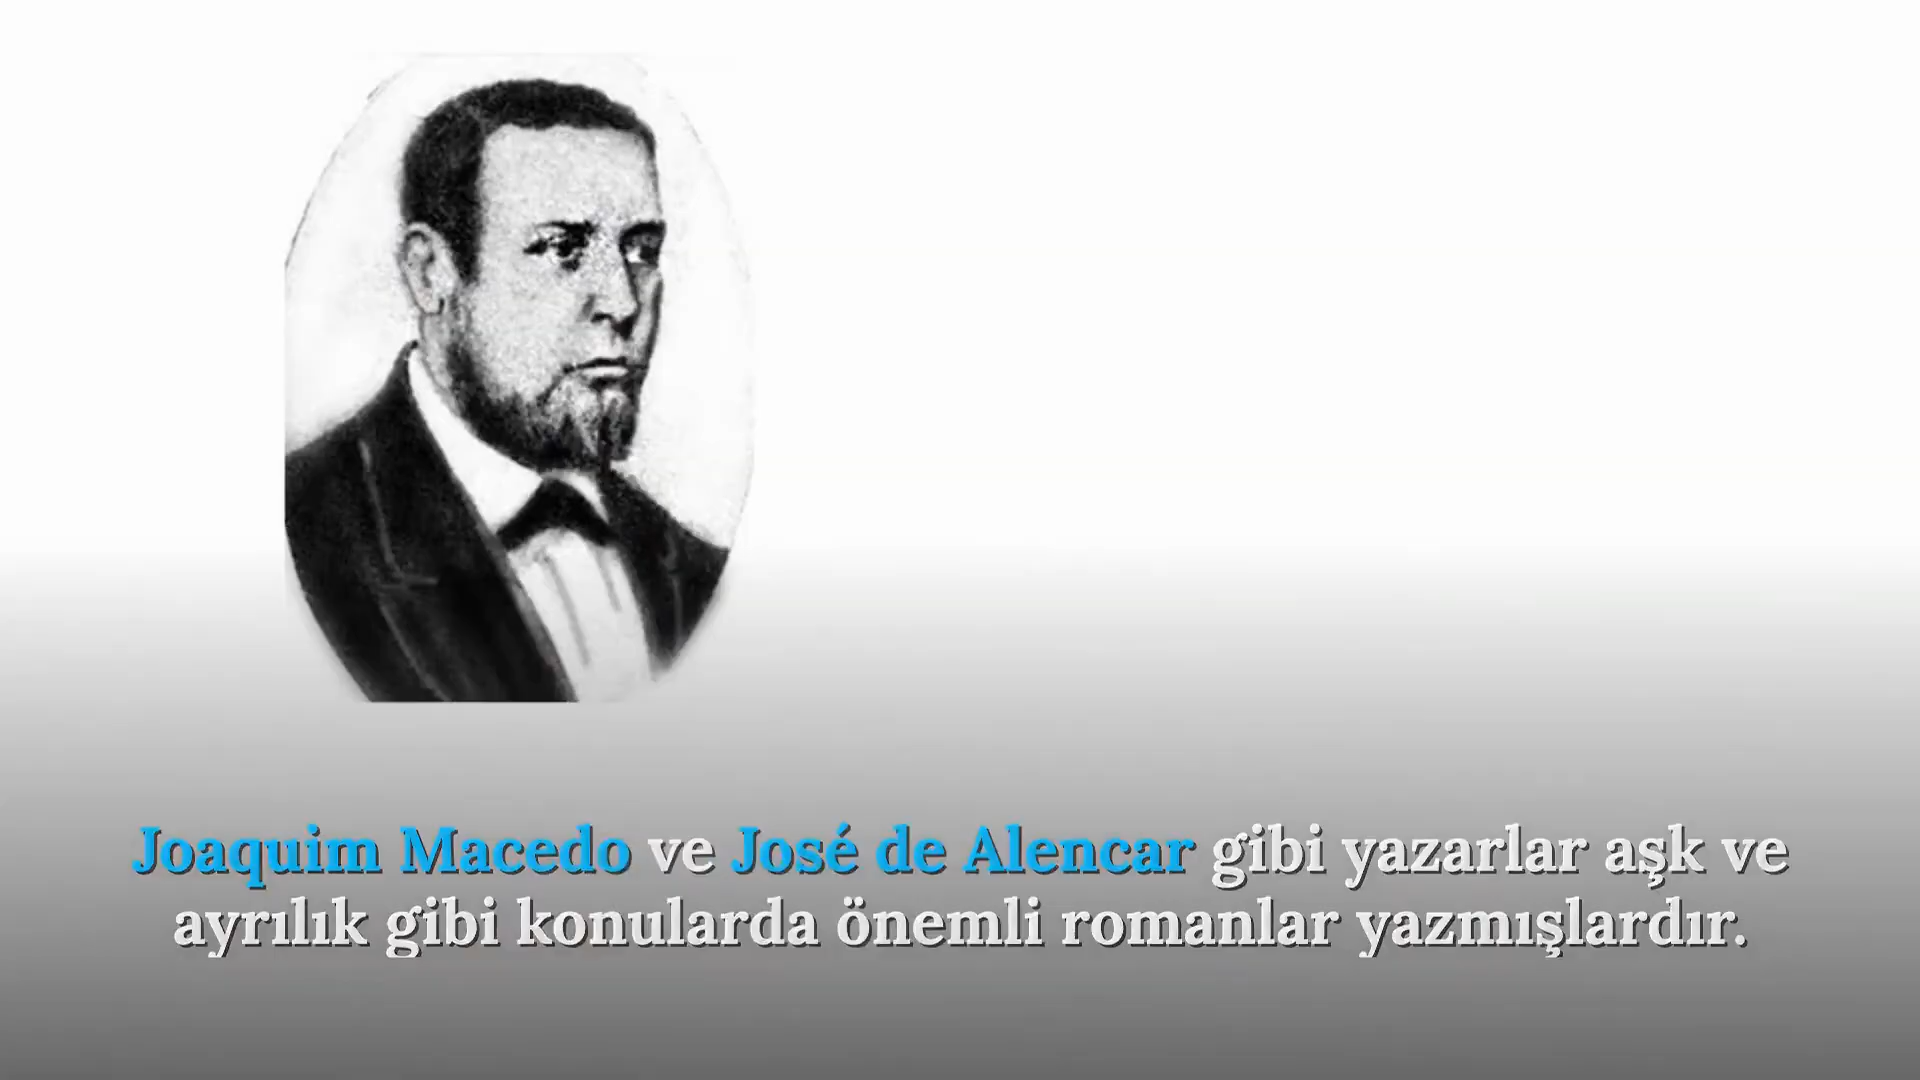 Joaquim Macedo ve José de Alencar gibi yazarlar aşk ve
ayrılık gibi konularda önemli romanlar yazmışlardır.